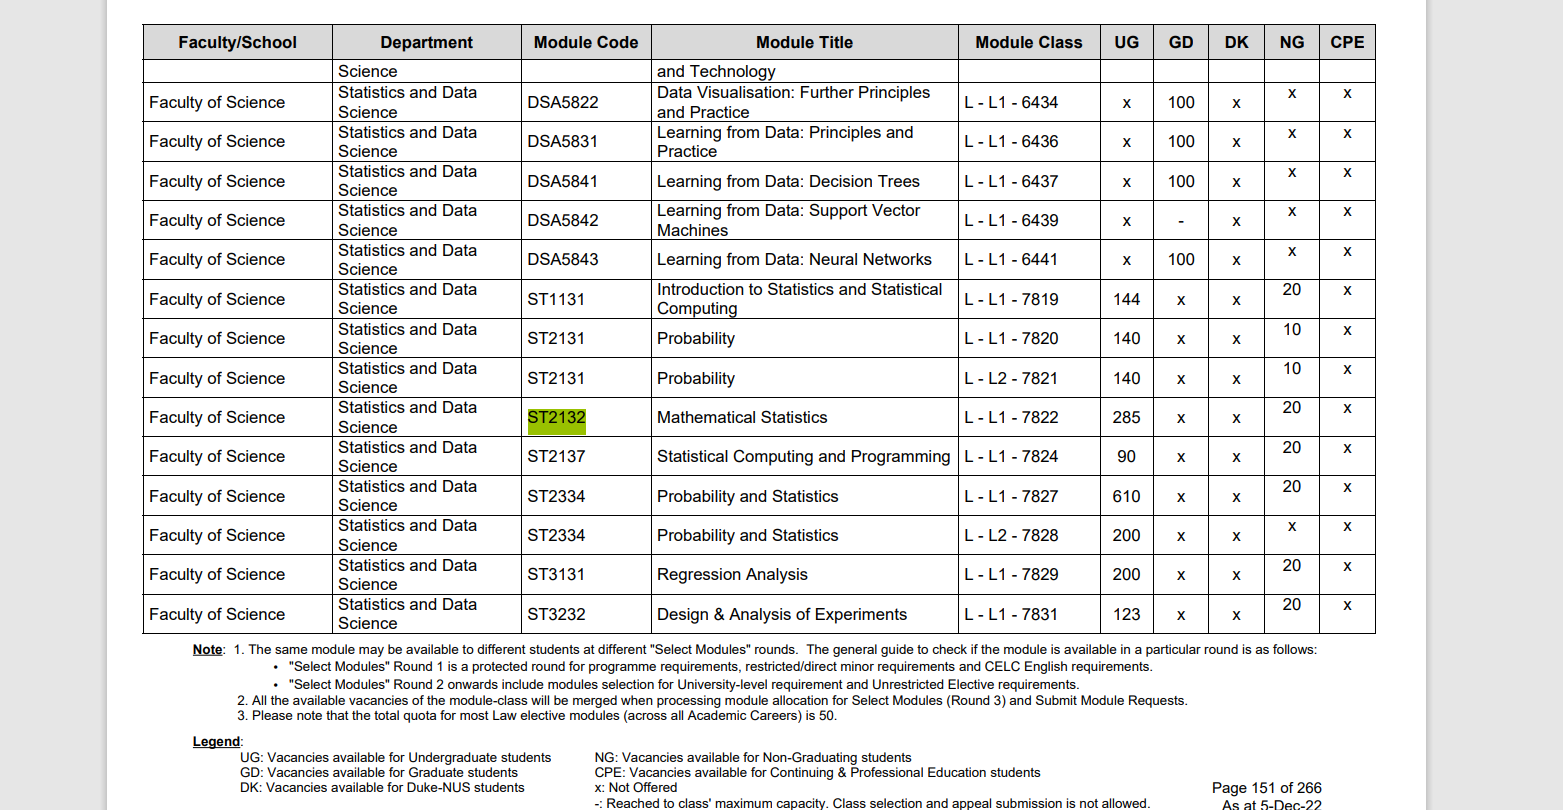 Faculty/School Department Module Code Module Title Module Class UG GD DK NG CPE
Science and Technology
Faculty of Science Statistics and Data Science DSA5822 Data Visualisation: Further Principles and Practice L - L1 - 6434 x 100 x x x
Faculty of Science Statistics and Data Science DSA5831 Learning from Data: Principles and Practice L - L1 - 6436 x 100 x x x
Faculty of Science Statistics and Data Science DSA5841 Learning from Data: Decision Trees L - L1 - 6437 x 100 x x x
Faculty of Science Statistics and Data Science DSA5842 Learning from Data: Support Vector Machines L - L1 - 6439 x - x x x
Faculty of Science Statistics and Data Science DSA5843 Learning from Data: Neural Networks L - L1 - 6441 x 100 x x x
Faculty of Science Statistics and Data Science ST1131 Introduction to Statistics and Statistical Computing L - L1 - 7819 144 x x 20 x
Faculty of Science Statistics and Data Science ST2131 Probability L - L1 - 7820 140 x x 10 x
Faculty of Science Statistics and Data Science ST2131 Probability L - L2 - 7821 140 x x 10 x
Faculty of Science Statistics and Data Science ST2132 Mathematical Statistics L - L1 - 7822 285 x x 20 x
Faculty of Science Statistics and Data Science ST2137 Statistical Computing and Programming L - L1 - 7824 90 x x 20 x
Faculty of Science Statistics and Data Science ST2334 Probability and Statistics L - L1 - 7827 610 x x 20 x
Faculty of Science Statistics and Data Science ST2334 Probability and Statistics L - L2 - 7828 200 x x x x
Faculty of Science Statistics and Data Science ST3131 Regression Analysis L - L1 - 7829 200 x x 20 x
Faculty of Science Statistics and Data Science ST3232 Design & Analysis of Experiments L - L1 - 7831 123 x x 20 x
Note: 1. The same module may be available to different students at different "Select Modules" rounds. The general guide to check if the module is available in a particular round is as follows:
• "Select Modules" Round 1 is a protected round for programme requirements, restricted/direct minor requirements and CELC English requirements.
• "Select Modules" Round 2 onwards include modules selection for University-level requirement and Unrestricted Elective requirements.
2. All the available vacancies of the module-class will be merged when processing module allocation for Select Modules (Round 3) and Submit Module Requests.
3. Please note that the total quota for most Law elective modules (across all Academic Careers) is 50.
Legend:
UG: Vacancies available for Undergraduate students NG: Vacancies available for Non-Graduating students
GD: Vacancies available for Graduate students CPE: Vacancies available for Continuing & Professional Education students
DK: Vacancies available for Duke-NUS students x: Not Offered Page 151 of 266
-: Reached to class' maximum capacity. Class selection and appeal submission is not allowed. As at 5-Dec-22